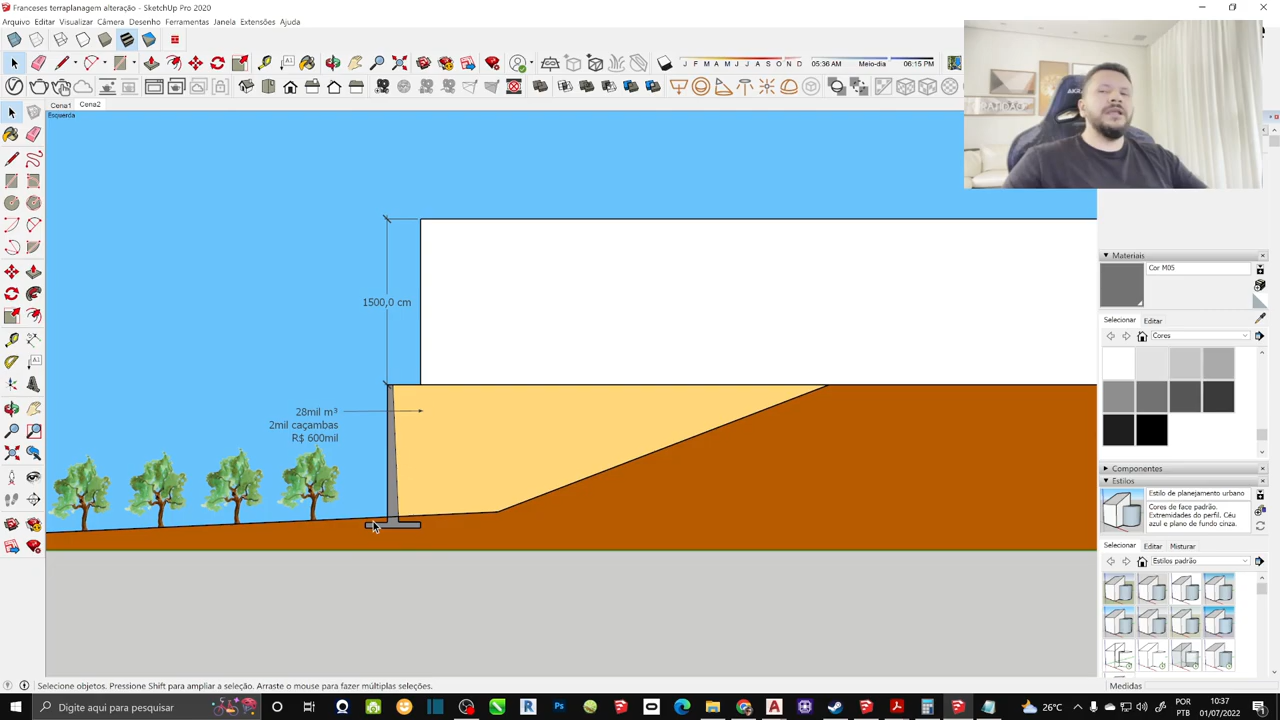 Franceses terraplanagem alteração - SketchUp Pro 2020
Arquivo Editar Visualizar Câmera Desenho Ferramentas Janela Extensões Ajuda
J F M A M J J A S O N D
05:36 AM Meio-dia 06:15 PM
Cena1 Cena2
Esquerda
1500,0 cm
28mil m³
2mil caçambas
R$ 600mil
Materiais
Cor M05
Selecionar Editar
Cores
Componentes
Estilos
Estilo de planejamento urbano
Cores de face padrão.
Extremidades do perfil. Céu
azul e plano de fundo cinza.
Selecionar Editar Misturar
Estilos padrão
Selecione objetos. Pressione Shift para ampliar a seleção. Arraste o mouse para fazer múltiplas seleções.
Medidas
Digite aqui para pesquisar
26°C
POR
PTB
10:37
01/07/2022